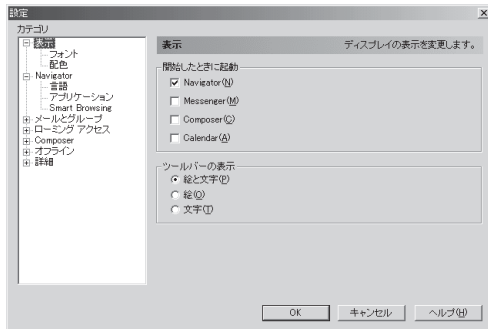 設定
カテゴリ
表示
フォント
配色
Navigator
言語
アプリケーション
Smart Browsing
メールとグループ
ローミング アクセス
Composer
オフライン
詳細
表示 ディスプレイの表示を変更します。
開始したときに起動
Navigator(N)
Messenger(M)
Composer(C)
Calendar(A)
ツールバーの表示
絵と文字(P)
絵(O)
文字(T)
OK キャンセル ヘルプ(H)